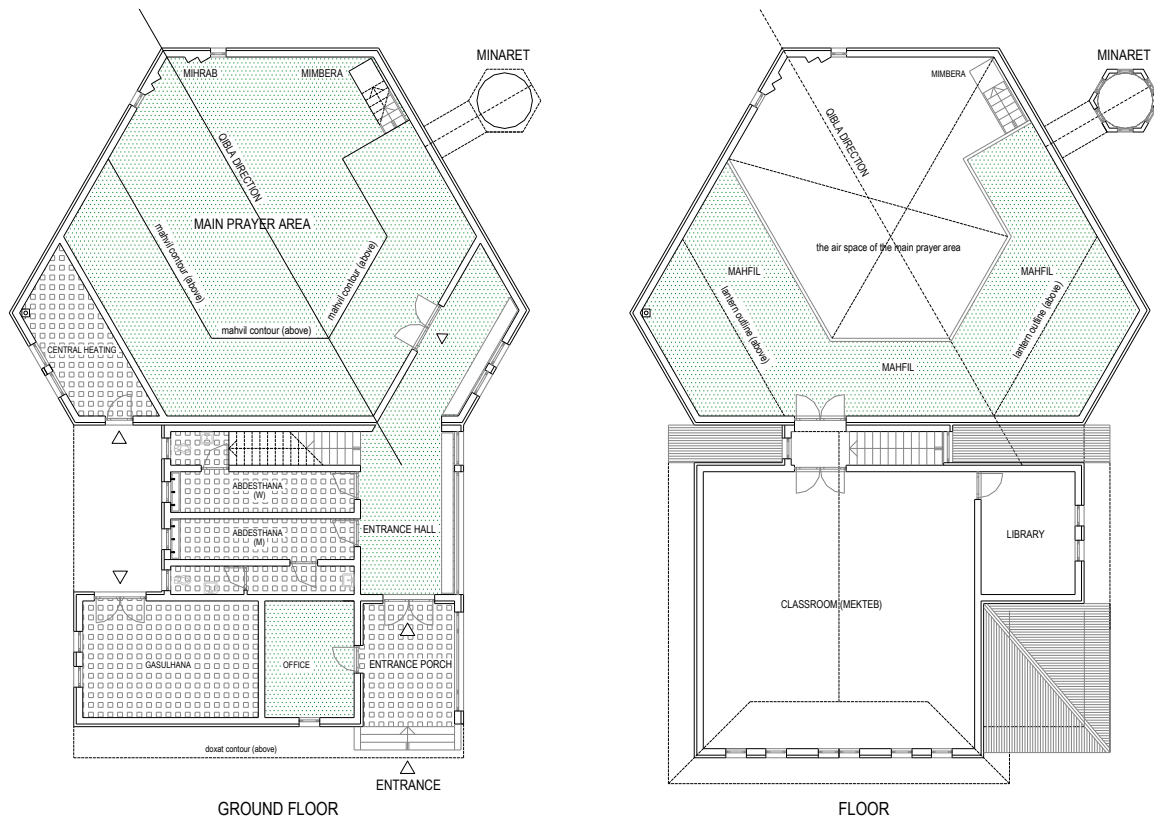 MINARET
MIHRAB
MIMBERA
QIBLA DIRECTION
MAIN PRAYER AREA
mahvil contour (above)
mahvil contour (above)
mahvil contour (above)
CENTRAL HEATING
ABDESTHANA
(W)
ABDESTHANA
(M)
ENTRANCE HALL
GASULHANA
OFFICE
ENTRANCE PORCH
doxat contour (above)
ENTRANCE
GROUND FLOOR
MINARET
MIMBERA
QIBLA DIRECTION
the air space of the main prayer area
MAHFIL
MAHFIL
lantern outline (above)
lantern outline (above)
MAHFIL
LIBRARY
CLASSROOM (MEKTEB)
FLOOR